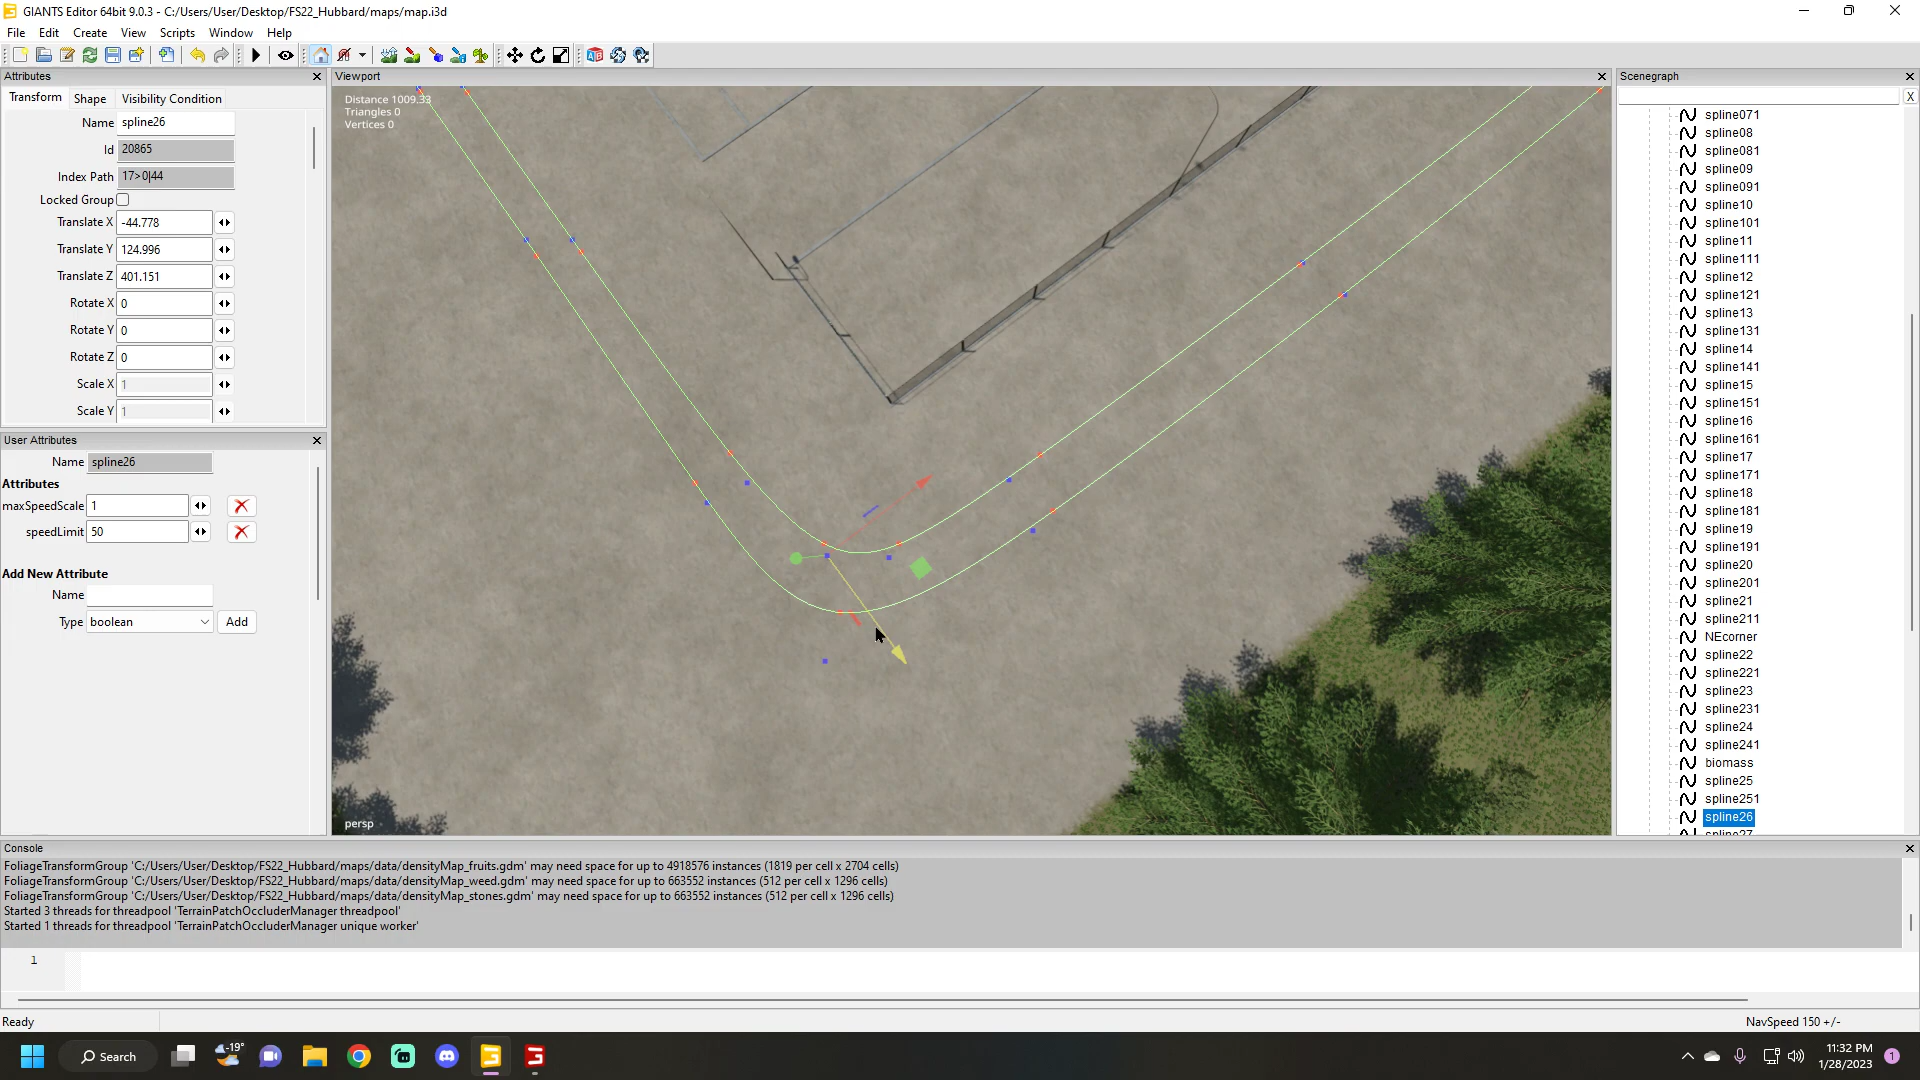 GIANTS Editor 64bit 9.0.3 - C:/Users/User/Desktop/FS22_Hubbard/maps/map.i3d
File Edit Create View Scripts Window Help
Attributes
Transform Shape Visibility Condition
Name spline26
Id 20865
Index Path 17>0|44
Locked Group
Translate X -44.778
Translate Y 124.996
Translate Z 401.151
Rotate X 0
Rotate Y 0
Rotate Z 0
Scale X 1
Scale Y 1
User Attributes
Name spline26
Attributes
maxSpeedScale 1
speedLimit 50
Add New Attribute
Name
Type boolean Add
Viewport
Distance 1009.33
Triangles 0
Vertices 0
persp
Scenegraph
X
spline071
spline08
spline081
spline09
spline091
spline10
spline101
spline11
spline111
spline12
spline121
spline13
spline131
spline14
spline141
spline15
spline151
spline16
spline161
spline17
spline171
spline18
spline181
spline19
spline191
spline20
spline201
spline21
spline211
NEcorner
spline22
spline221
spline23
spline231
spline24
spline241
biomass
spline25
spline251
spline26
spline27
Console
FoliageTransformGroup 'C:/Users/User/Desktop/FS22_Hubbard/maps/data/densityMap_fruits.gdm' may need space for up to 4918576 instances (1819 per cell x 2704 cells)
FoliageTransformGroup 'C:/Users/User/Desktop/FS22_Hubbard/maps/data/densityMap_weed.gdm' may need space for up to 663552 instances (512 per cell x 1296 cells)
FoliageTransformGroup 'C:/Users/User/Desktop/FS22_Hubbard/maps/data/densityMap_stones.gdm' may need space for up to 663552 instances (512 per cell x 1296 cells)
Started 3 threads for threadpool 'TerrainPatchOccluderManager threadpool'
Started 1 threads for threadpool 'TerrainPatchOccluderManager unique worker'
1
Ready
NavSpeed 150 +/-
Search
-19°
11:32 PM
1/28/2023
1